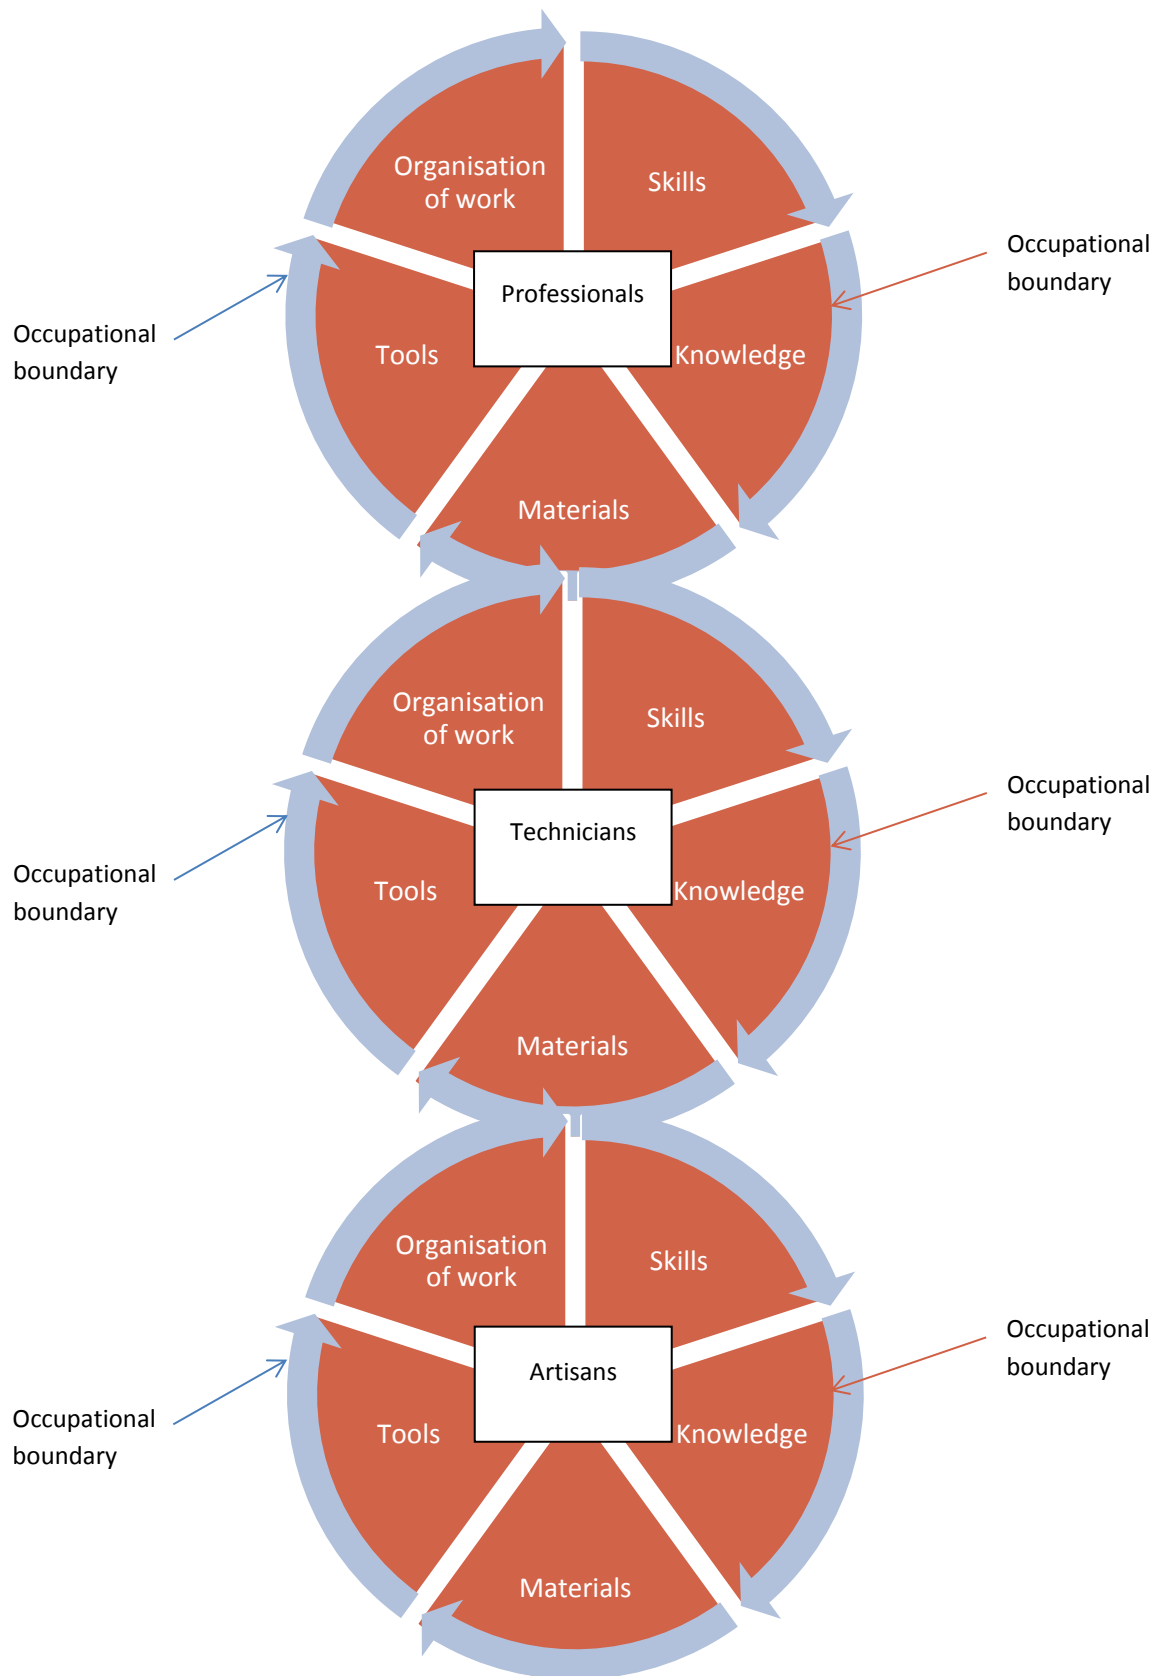 Organisation
of work
Skills
Professionals
Occupational
boundary
Occupational
boundary
Tools
Knowledge
Materials
Organisation
of work
Skills
Technicians
Occupational
boundary
Occupational
boundary
Tools
Knowledge
Materials
Organisation
of work
Skills
Artisans
Occupational
boundary
Occupational
boundary
Tools
Knowledge
Materials